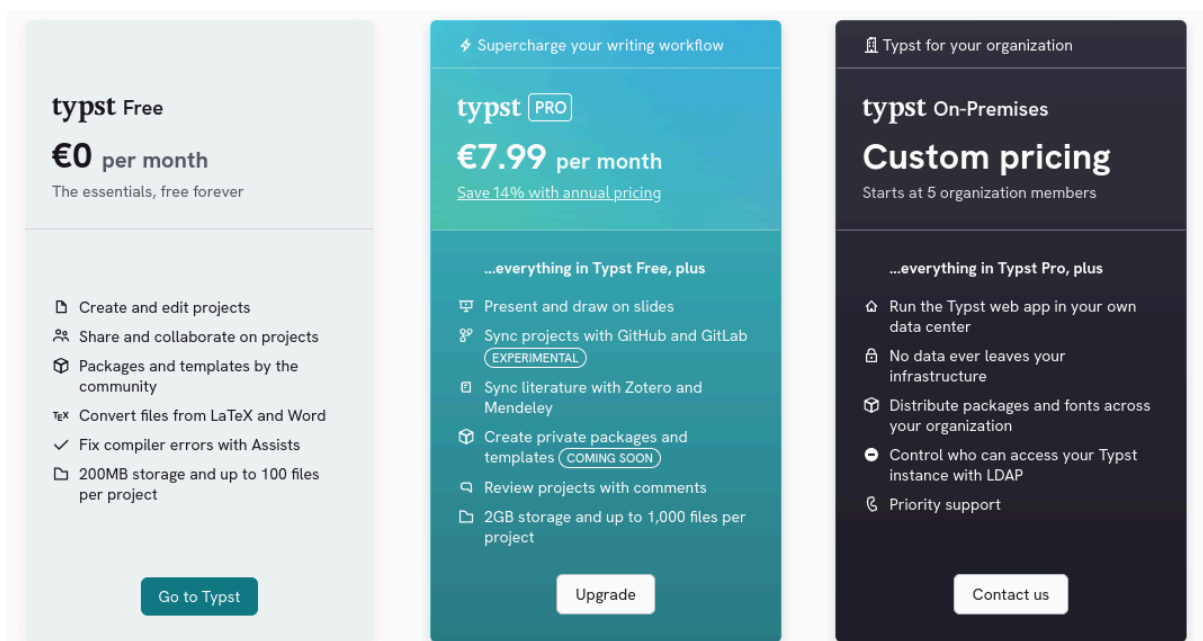 typst Free
€0 per month
The essentials, free forever
Create and edit projects
Share and collaborate on projects
Packages and templates by the
community
TEX Convert files from LaTeX and Word
Fix compiler errors with Assists
200MB storage and up to 100 files
per project
Go to Typst
Supercharge your writing workflow
typst PRO
€7.99 per month
Save 14% with annual pricing
...everything in Typst Free, plus
Present and draw on slides
Sync projects with GitHub and GitLab
EXPERIMENTAL
Sync literature with Zotero and
Mendeley
Create private packages and
templates COMING SOON
Review projects with comments
2GB storage and up to 1,000 files per
project
Upgrade
Typst for your organization
typst On-Premises
Custom pricing
Starts at 5 organization members
...everything in Typst Pro, plus
Run the Typst web app in your own
data center
No data ever leaves your
infrastructure
Distribute packages and fonts across
your organization
Control who can access your Typst
instance with LDAP
Priority support
Contact us